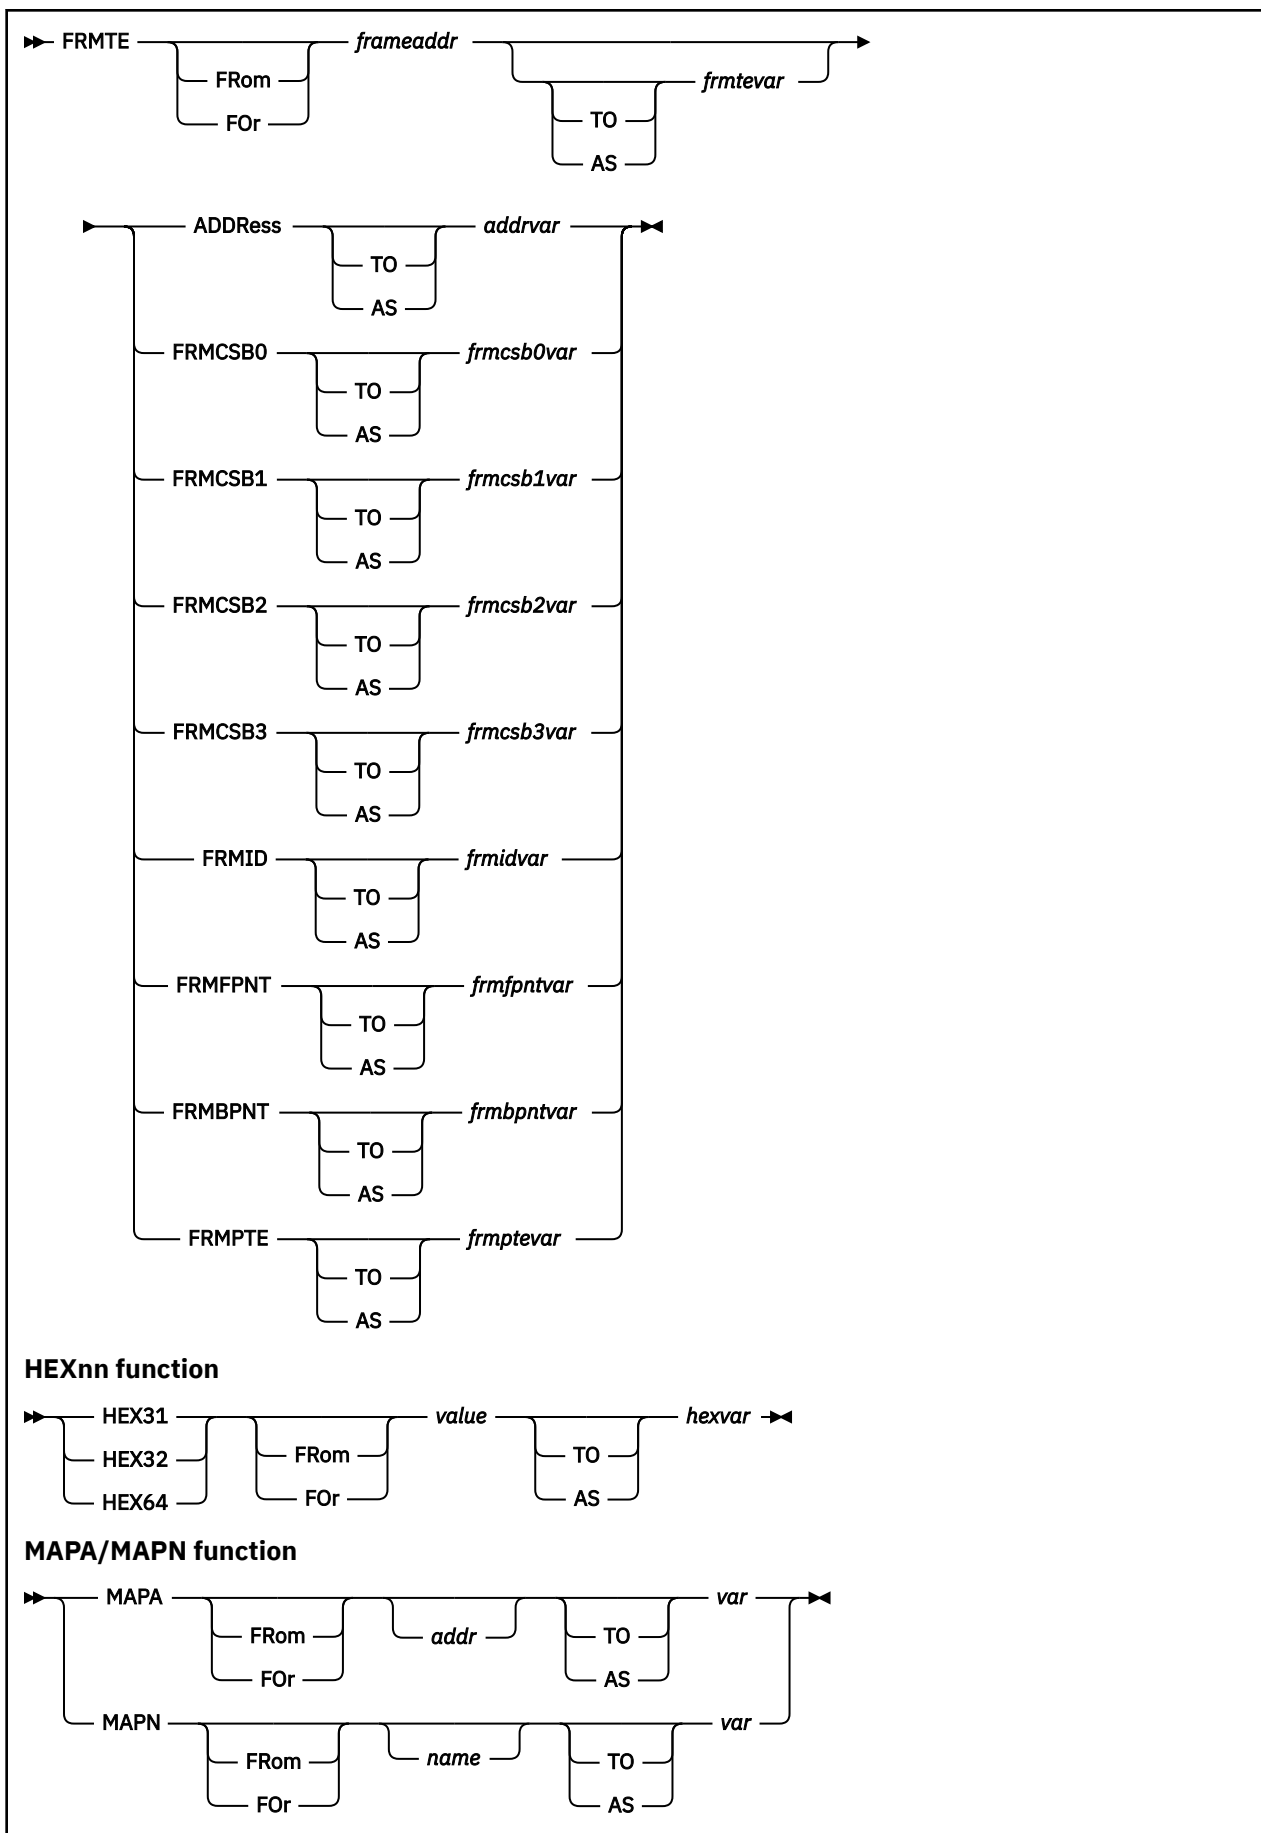 FRMTE frameaddr
FRom frmtevar
FOr TO
AS
ADDRess addrvar
TO
AS
FRMCSB0 frmcsb0var
TO
AS
FRMCSB1 frmcsb1var
TO
AS
FRMCSB2 frmcsb2var
TO
AS
FRMCSB3 frmcsb3var
TO
AS
FRMID frmidvar
TO
AS
FRMFPNT frmfpntvar
TO
AS
FRMBPNT frmbpntvar
TO
AS
FRMPTE frmptevar
TO
AS
HEXnn function
HEX31 value hexvar
HEX32 FRom TO
HEX64 FOr AS
MAPA/MAPN function
MAPA var
FRom addr TO
FOr AS
MAPN var
FRom name TO
FOr AS